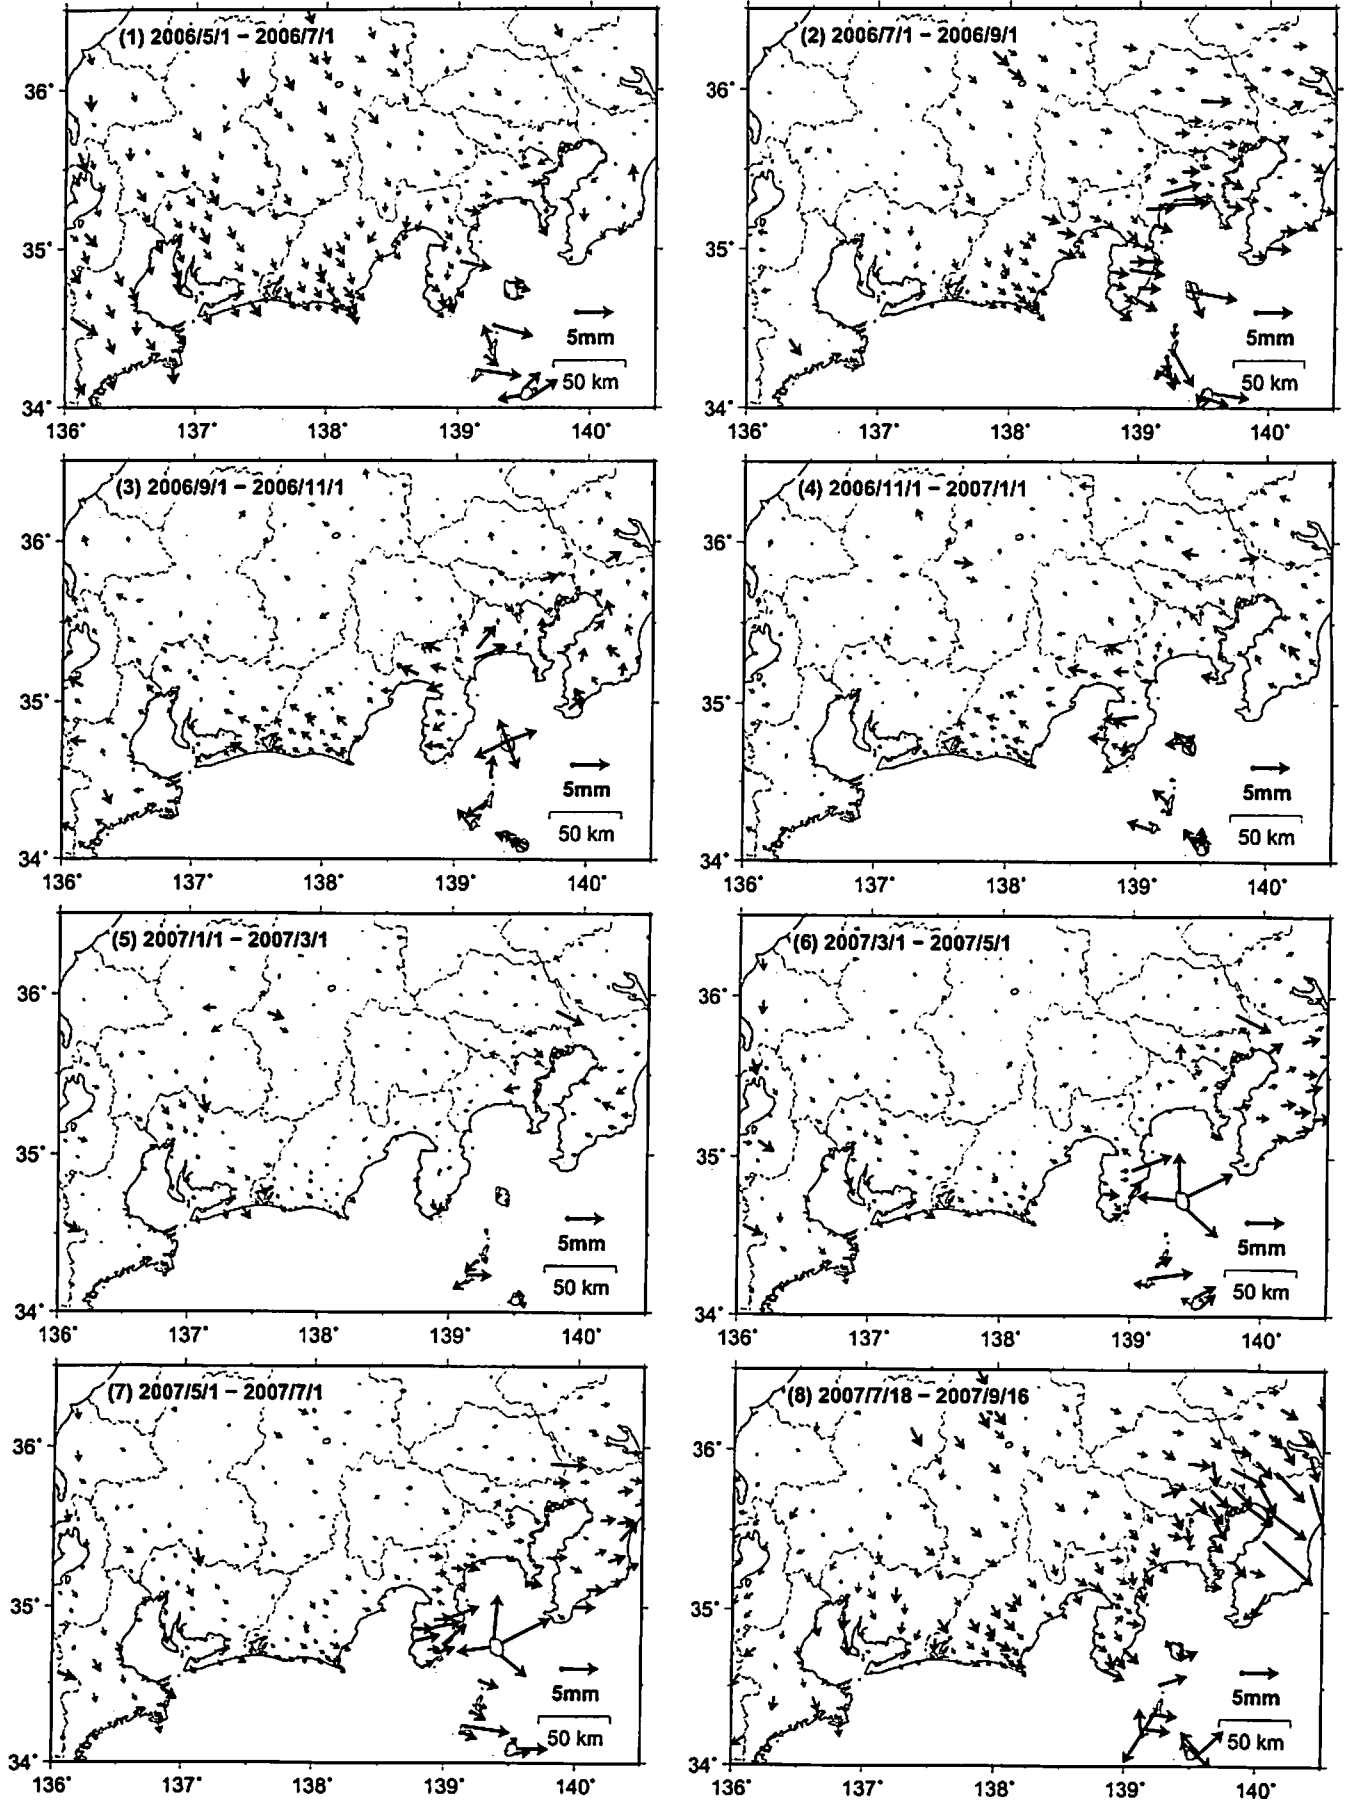 (1) 2006/5/1 – 2006/7/1
36°
35°
34°
5mm
50 km
136° 137° 138° 139° 140°
(2) 2006/7/1 – 2006/9/1
36°
35°
34°
5mm
50 km
136° 137° 138° 139° 140°
(3) 2006/9/1 – 2006/11/1
36°
35°
34°
5mm
50 km
136° 137° 138° 139° 140°
(4) 2006/11/1 – 2007/1/1
36°
35°
34°
5mm
50 km
136° 137° 138° 139° 140°
(5) 2007/1/1 – 2007/3/1
36°
35°
34°
5mm
50 km
136° 137° 138° 139° 140°
(6) 2007/3/1 – 2007/5/1
36°
35°
34°
5mm
50 km
136° 137° 138° 139° 140°
(7) 2007/5/1 – 2007/7/1
36°
35°
34°
5mm
50 km
136° 137° 138° 139° 140°
(8) 2007/7/18 – 2007/9/16
36°
35°
34°
5mm
50 km
136° 137° 138° 139° 140°